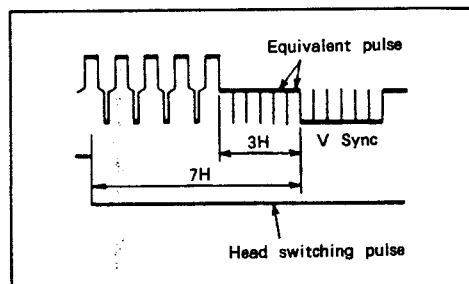 Equivalent pulse
3H
V Sync
7H
Head switching pulse